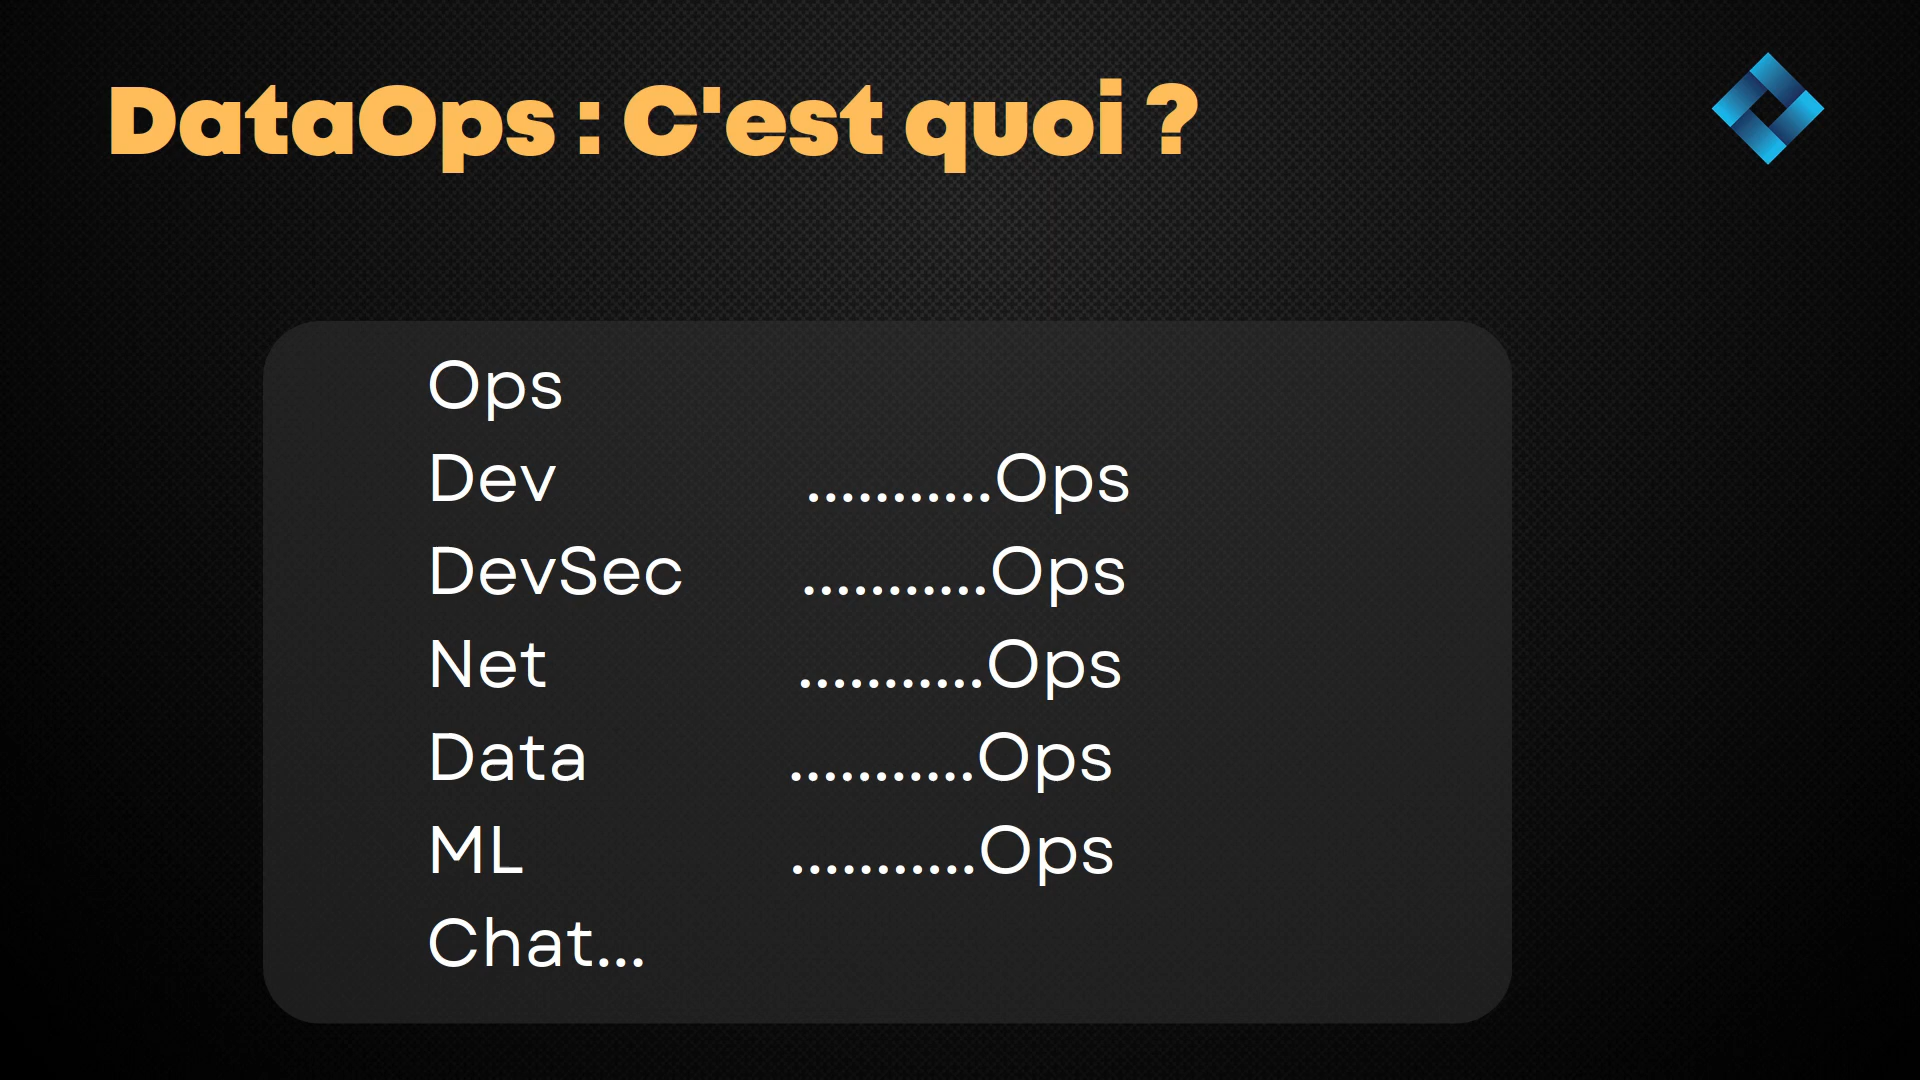 DataOps : C'est quoi ?
Ops
Dev ...........Ops
DevSec ...........Ops
Net ...........Ops
Data ...........Ops
ML ...........Ops
Chat...